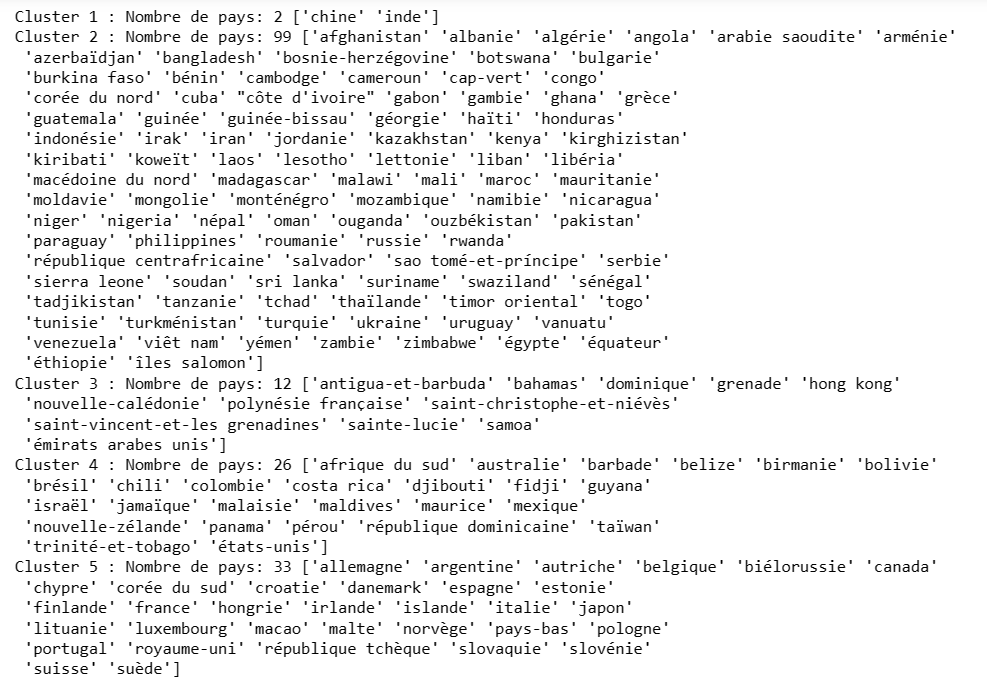 Cluster 1 : Nombre de pays: 2 ['chine' 'inde']
Cluster 2 : Nombre de pays: 99 ['afghanistan' 'albanie' 'algérie' 'angola' 'arabie saoudite' 'arménie'
 'azerbaïdjan' 'bangladesh' 'bosnie-herzégovine' 'botswana' 'bulgarie'
 'burkina faso' 'bénin' 'cambodge' 'cameroun' 'cap-vert' 'congo'
 'corée du nord' 'cuba' "côte d'ivoire" 'gabon' 'gambie' 'ghana' 'grèce'
 'guatemala' 'guinée' 'guinée-bissau' 'géorgie' 'haïti' 'honduras'
 'indonésie' 'irak' 'iran' 'jordanie' 'kazakhstan' 'kenya' 'kirghizistan'
 'kiribati' 'koweït' 'laos' 'lesotho' 'lettonie' 'liban' 'libéria'
 'macédoine du nord' 'madagascar' 'malawi' 'mali' 'maroc' 'mauritanie'
 'moldavie' 'mongolie' 'monténégro' 'mozambique' 'namibie' 'nicaragua'
 'niger' 'nigeria' 'népal' 'oman' 'ouganda' 'ouzbékistan' 'pakistan'
 'paraguay' 'philippines' 'roumanie' 'russie' 'rwanda'
 'république centrafricaine' 'salvador' 'sao tomé-et-príncipe' 'serbie'
 'sierra leone' 'soudan' 'sri lanka' 'suriname' 'swaziland' 'sénégal'
 'tadjikistan' 'tanzanie' 'tchad' 'thaïlande' 'timor oriental' 'togo'
 'tunisie' 'turkménistan' 'turquie' 'ukraine' 'uruguay' 'vanuatu'
 'venezuela' 'viêt nam' 'yémen' 'zambie' 'zimbabwe' 'égypte' 'équateur'
 'éthiopie' 'îles salomon']
Cluster 3 : Nombre de pays: 12 ['antigua-et-barbuda' 'bahamas' 'dominique' 'grenade' 'hong kong'
 'nouvelle-calédonie' 'polynésie française' 'saint-christophe-et-niévès'
 'saint-vincent-et-les grenadines' 'sainte-lucie' 'samoa'
 'émirats arabes unis']
Cluster 4 : Nombre de pays: 26 ['afrique du sud' 'australie' 'barbade' 'belize' 'birmanie' 'bolivie'
 'brésil' 'chili' 'colombie' 'costa rica' 'djibouti' 'fidji' 'guyana'
 'israël' 'jamaïque' 'malaisie' 'maldives' 'maurice' 'mexique'
 'nouvelle-zélande' 'panama' 'pérou' 'république dominicaine' 'taïwan'
 'trinité-et-tobago' 'états-unis']
Cluster 5 : Nombre de pays: 33 ['allemagne' 'argentine' 'autriche' 'belgique' 'biélorussie' 'canada'
 'chypre' 'corée du sud' 'croatie' 'danemark' 'espagne' 'estonie'
 'finlande' 'france' 'hongrie' 'irlande' 'islande' 'italie' 'japon'
 'lituanie' 'luxembourg' 'macao' 'malte' 'norvège' 'pays-bas' 'pologne'
 'portugal' 'royaume-uni' 'république tchèque' 'slovaquie' 'slovénie'
 'suisse' 'suède']